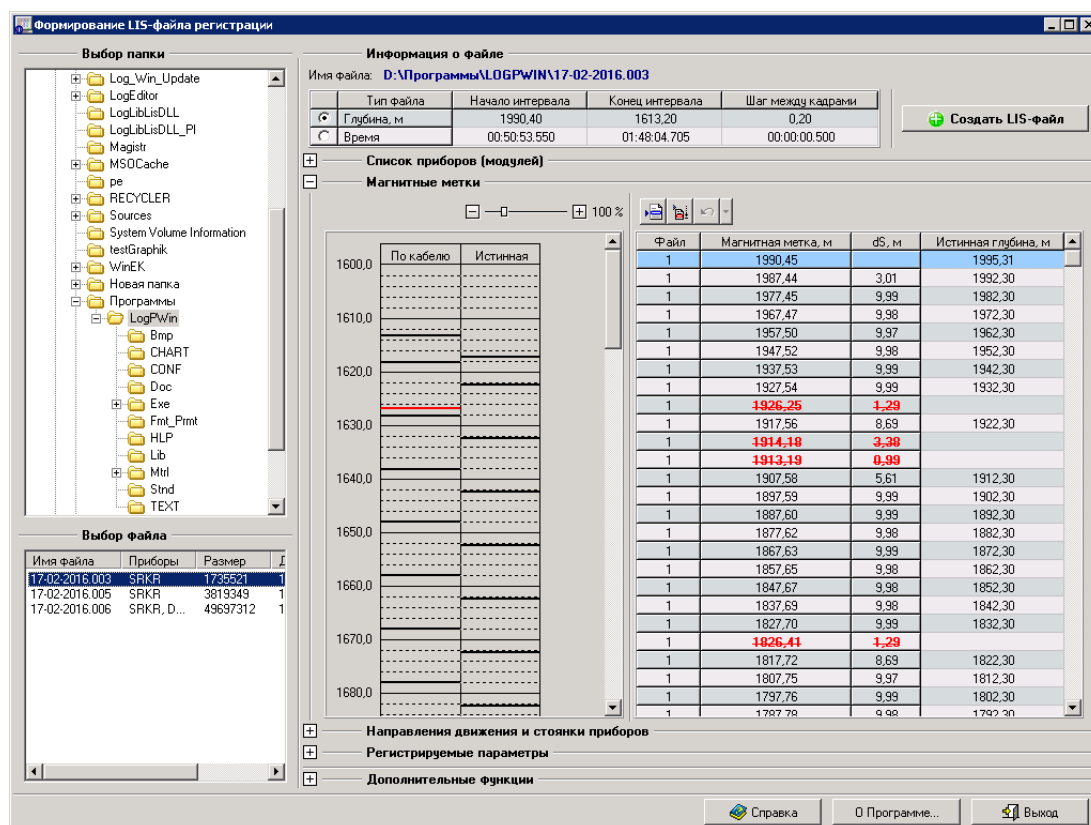 Формирование LIS-файла регистрации
Выбор папки
Log_Win_Update
LogEditor
LogLibLisDLL
LogLibLisDLL_PI
Magistr
MSOCache
pe
RECYCLER
Sources
System Volume Information
testGraphik
WinEK
Новая папка
Программы
LogPWin
Bmp
CHART
CONF
Doc
Exe
Fmt_Prmt
HLP
Lib
Mtrl
Stnd
TEXT
Выбор файла
Имя файла Приборы Размер Д
17-02-2016.003 SRKR 1735521 1
17-02-2016.005 SRKR 3819349 1
17-02-2016.006 SRKR, D... 49697312 1
Информация о файле
Имя файла: D:\Программы\LOGPWIN\17-02-2016.003
Тип файла Начало интервала Конец интервала Шаг между кадрами
Глубина, м 1990,40 1613,20 0,20
Время 00:50:53.550 01:48:04.705 00:00:00.500
Создать LIS-файл
Список приборов (модулей)
Магнитные метки
100 %
По кабелю Истинная
1600,0
1610,0
1620,0
1630,0
1640,0
1650,0
1660,0
1670,0
1680,0
Файл Магнитная метка, м dS, м Истинная глубина, м
1 1990,45 1995,31
1 1987,44 3,01 1992,30
1 1977,45 9,99 1982,30
1 1967,47 9,98 1972,30
1 1957,50 9,97 1962,30
1 1947,52 9,98 1952,30
1 1937,53 9,99 1942,30
1 1927,54 9,99 1932,30
1 1926,25 1,29
1 1917,56 8,69 1922,30
1 1914,18 3,38
1 1913,19 0,99
1 1907,58 5,61 1912,30
1 1897,59 9,99 1902,30
1 1887,60 9,99 1892,30
1 1877,62 9,98 1882,30
1 1867,63 9,99 1872,30
1 1857,65 9,98 1862,30
1 1847,67 9,98 1852,30
1 1837,69 9,98 1842,30
1 1827,70 9,99 1832,30
1 1826,41 1,29
1 1817,72 8,69 1822,30
1 1807,75 9,97 1812,30
1 1797,76 9,99 1802,30
1 1787,78 9,98 1792,30
Направления движения и стоянки приборов
Регистрируемые параметры
Дополнительные функции
Справка
О Программе...
Выход